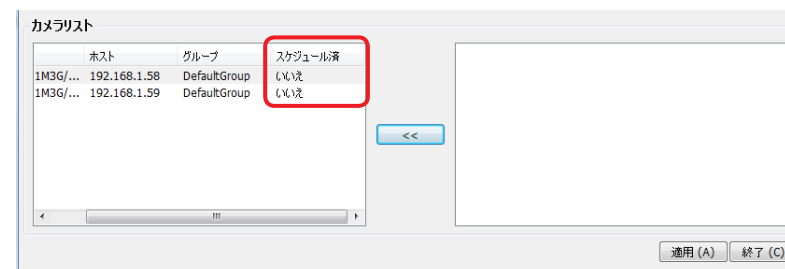 カメラリスト
ホスト グループ スケジュール済
1M3G/... 192.168.1.58 DefaultGroup いいえ
1M3G/... 192.168.1.59 DefaultGroup いいえ
<<
適用 (A) 終了 (C)